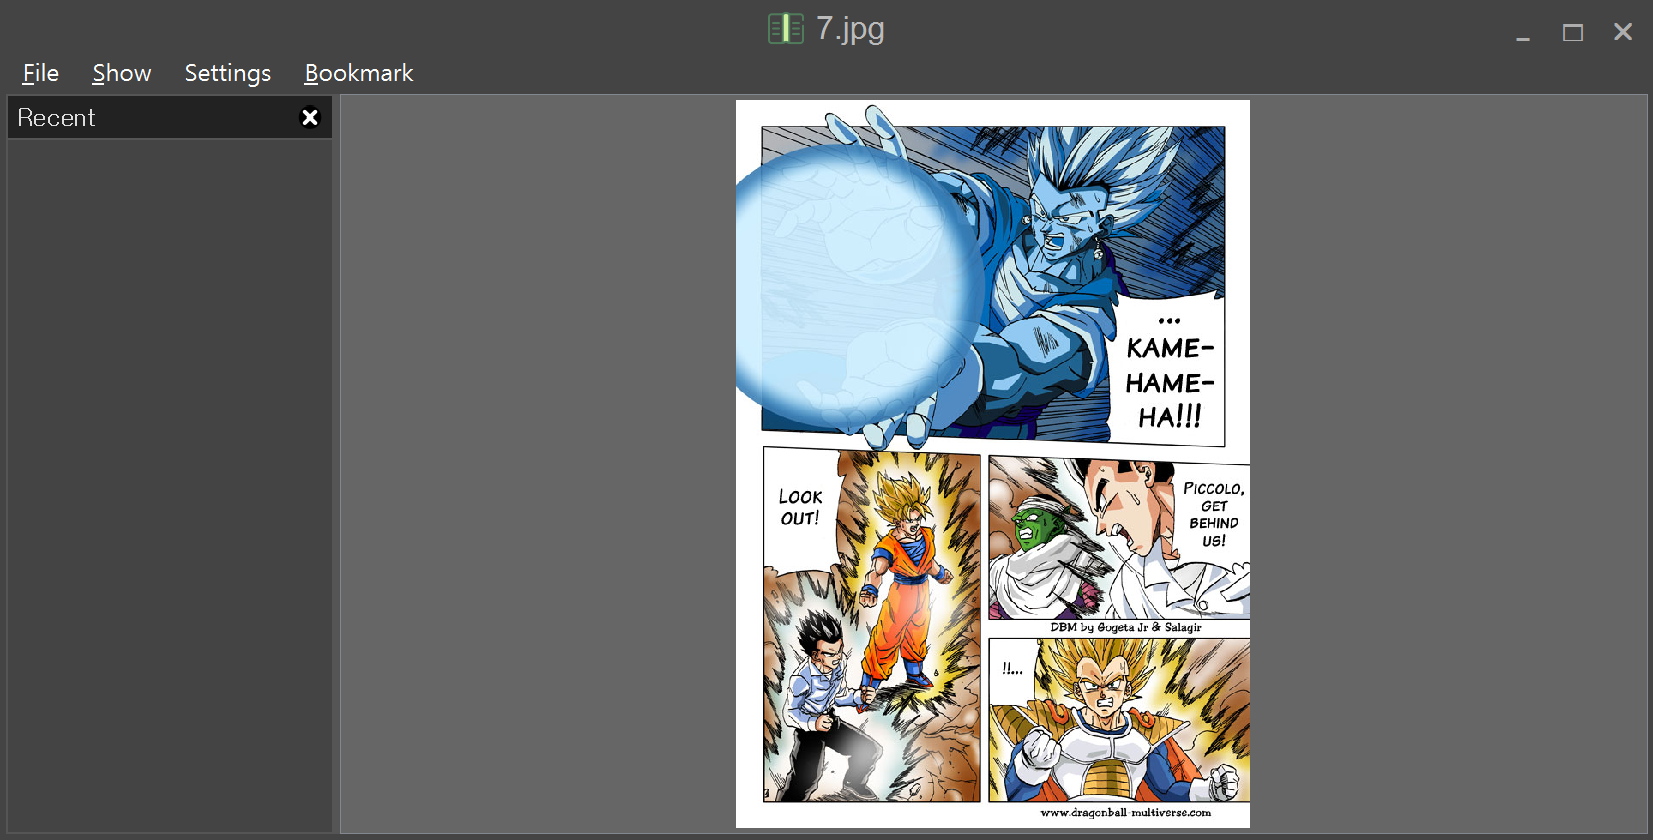 7.jpg
File Show Settings Bookmark
Recent
...
KAME-
HAME-
HA!!!
LOOK
OUT!
PICCOLO,
GET
BEHIND
US!
DBM by Gogeta Jr & Salagir
!!...
www.dragonball-multiverse.com